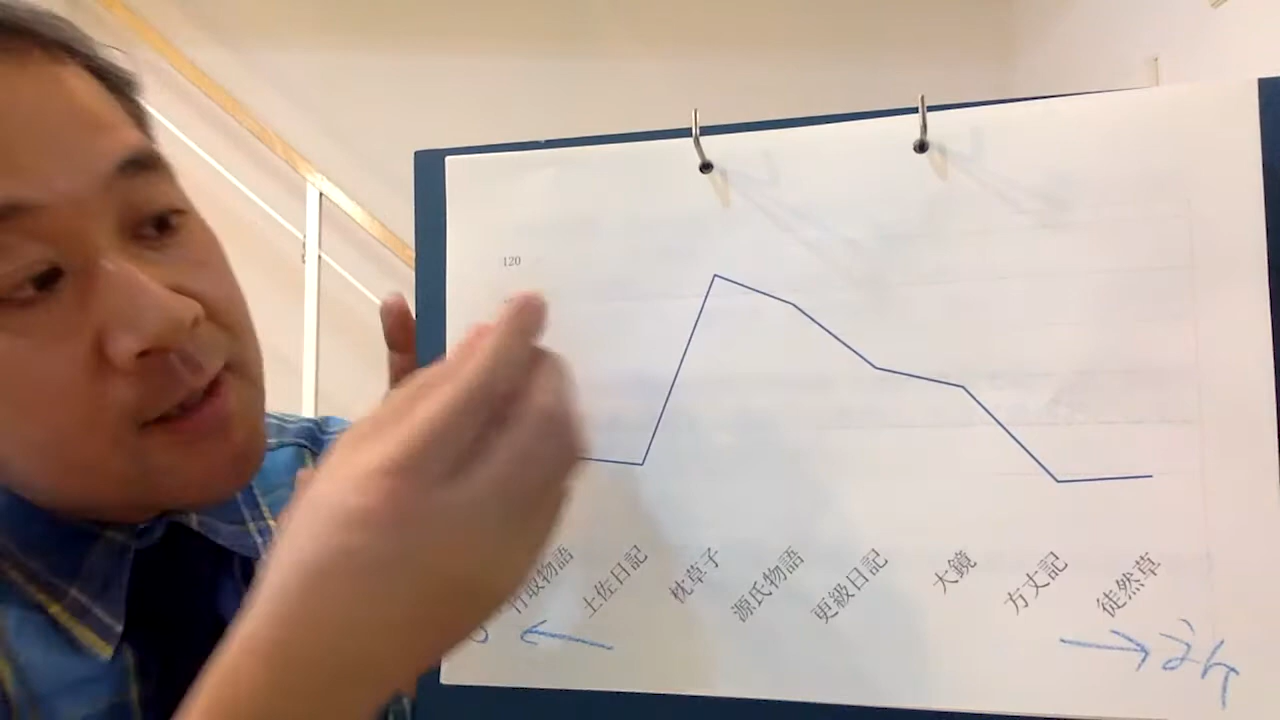 120
竹取物語
土佐日記
枕草子
源氏物語
更級日記
大鏡
方丈記
徒然草